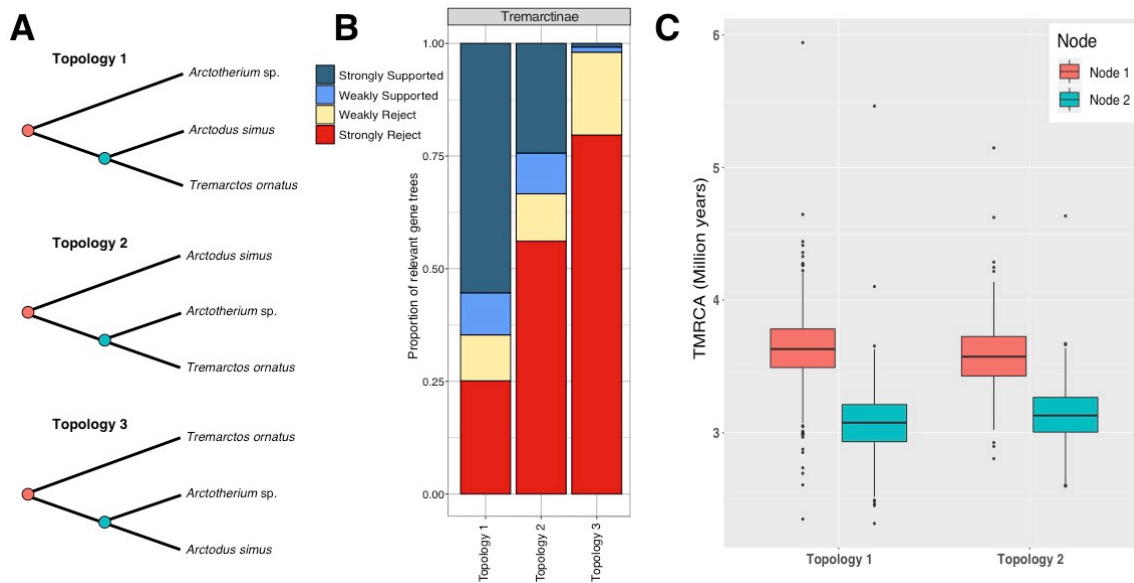 A
Topology 1
Arctotherium sp.
Arctodus simus
Tremarctos ornatus
Topology 2
Arctodus simus
Arctotherium sp.
Tremarctos ornatus
Topology 3
Tremarctos ornatus
Arctotherium sp.
Arctodus simus
B
Tremarctinae
Strongly Supported
Weakly Supported
Weakly Reject
Strongly Reject
Proportion of relevant gene trees
1.00
0.75
0.50
0.25
0.00
Topology 1
Topology 2
Topology 3
C
Node
Node 1
Node 2
TMRCA (Million years)
6
5
4
3
Topology 1
Topology 2